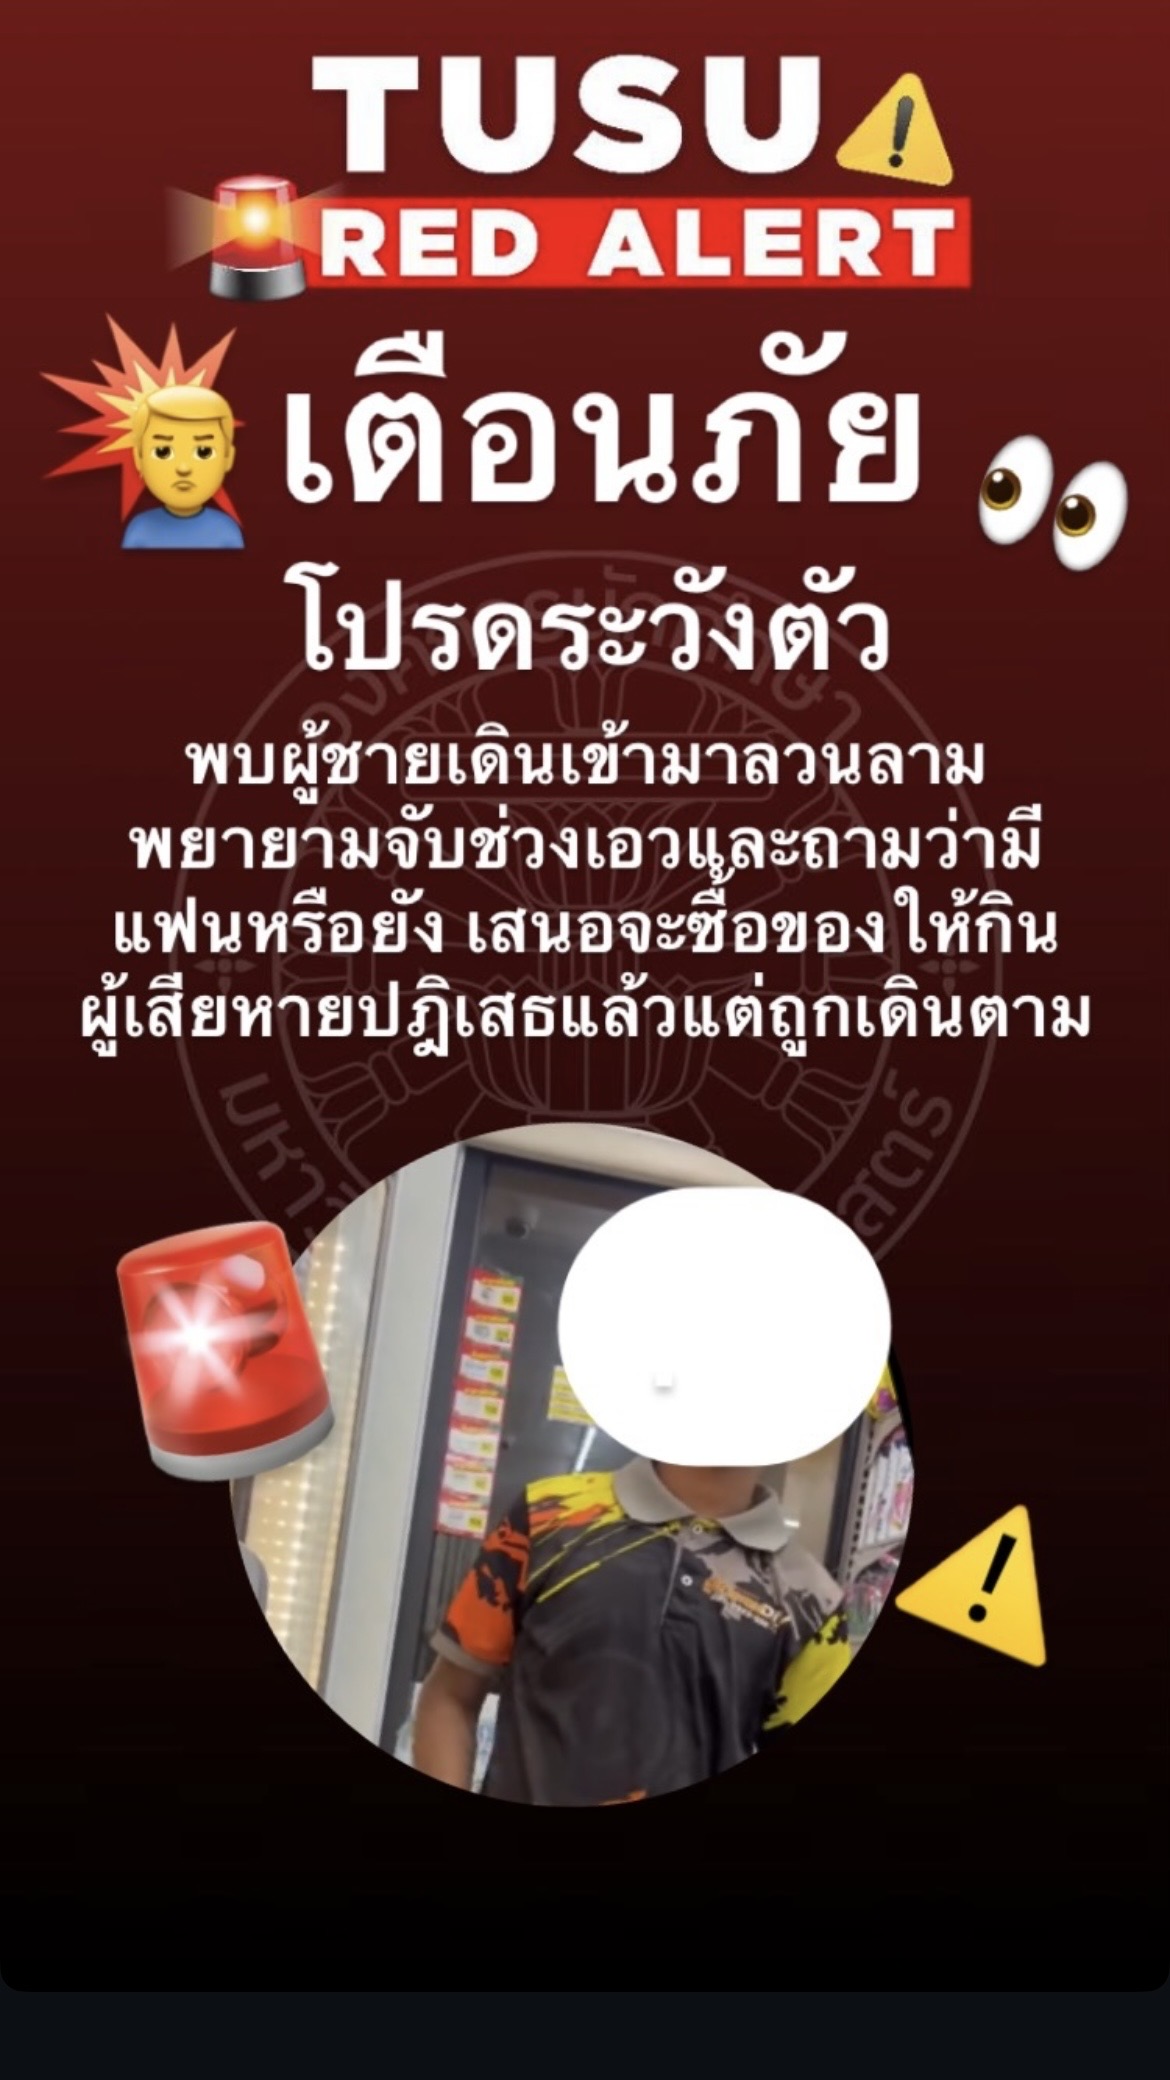 TUSU
RED ALERT
เตือนภัย
โปรดระวังตัว
พบผู้ชายเดินเข้ามาลวนลาม
พยายามจับช่วงเอวและถามว่ามี
แฟนหรือยัง เสนอจะซื้อของให้กิน
ผู้เสียหายปฎิเสธแล้วแต่ถูกเดินตาม